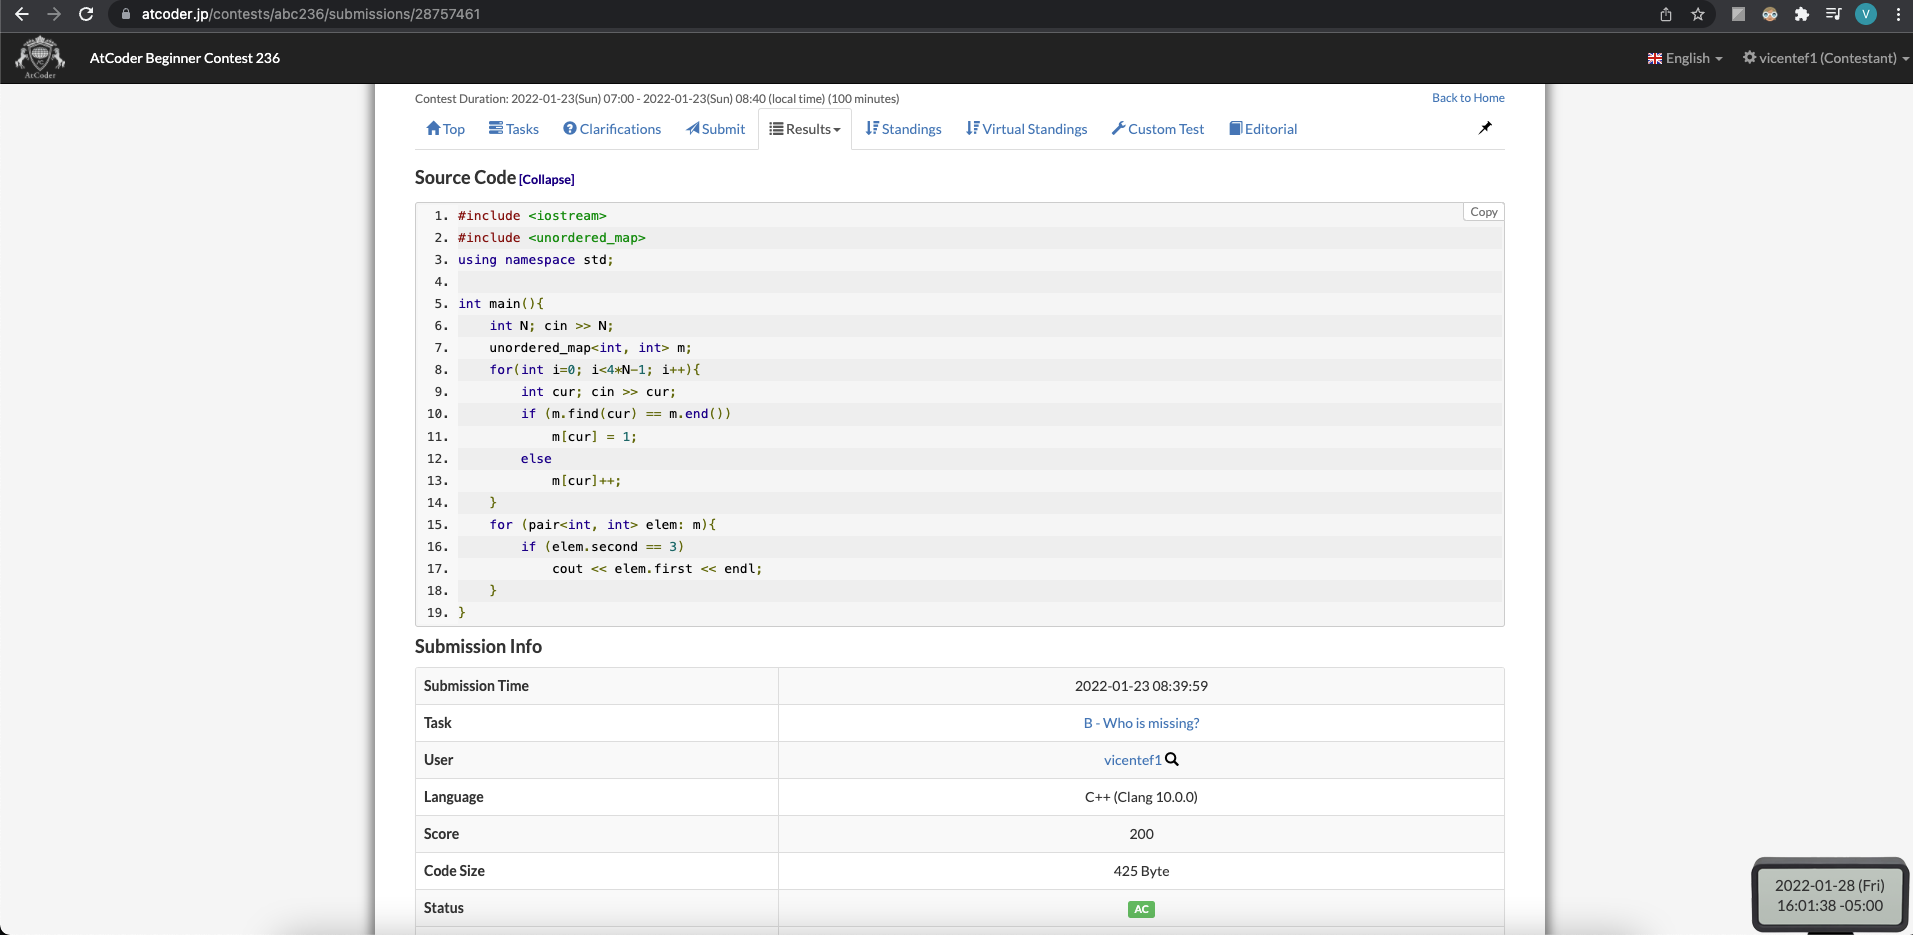 atcoder.jp/contests/abc236/submissions/28757461
V
AtCoder
AtCoder Beginner Contest 236
English
vicentef1 (Contestant)
Contest Duration: 2022-01-23(Sun) 07:00 - 2022-01-23(Sun) 08:40 (local time) (100 minutes)
Back to Home
Top Tasks Clarifications Submit Results Standings Virtual Standings Custom Test Editorial
Source Code [Collapse]
Copy
1. #include <iostream>
2. #include <unordered_map>
3. using namespace std;
4.
5. int main(){
6.     int N; cin >> N;
7.     unordered_map<int, int> m;
8.     for(int i=0; i<4*N-1; i++){
9.         int cur; cin >> cur;
10.         if (m.find(cur) == m.end())
11.             m[cur] = 1;
12.         else
13.             m[cur]++;
14.     }
15.     for (pair<int, int> elem: m){
16.         if (elem.second == 3)
17.             cout << elem.first << endl;
18.     }
19. }
Submission Info
Submission Time 2022-01-23 08:39:59
Task B - Who is missing?
User vicentef1
Language C++ (Clang 10.0.0)
Score 200
Code Size 425 Byte
Status AC
2022-01-28 (Fri)
16:01:38 -05:00